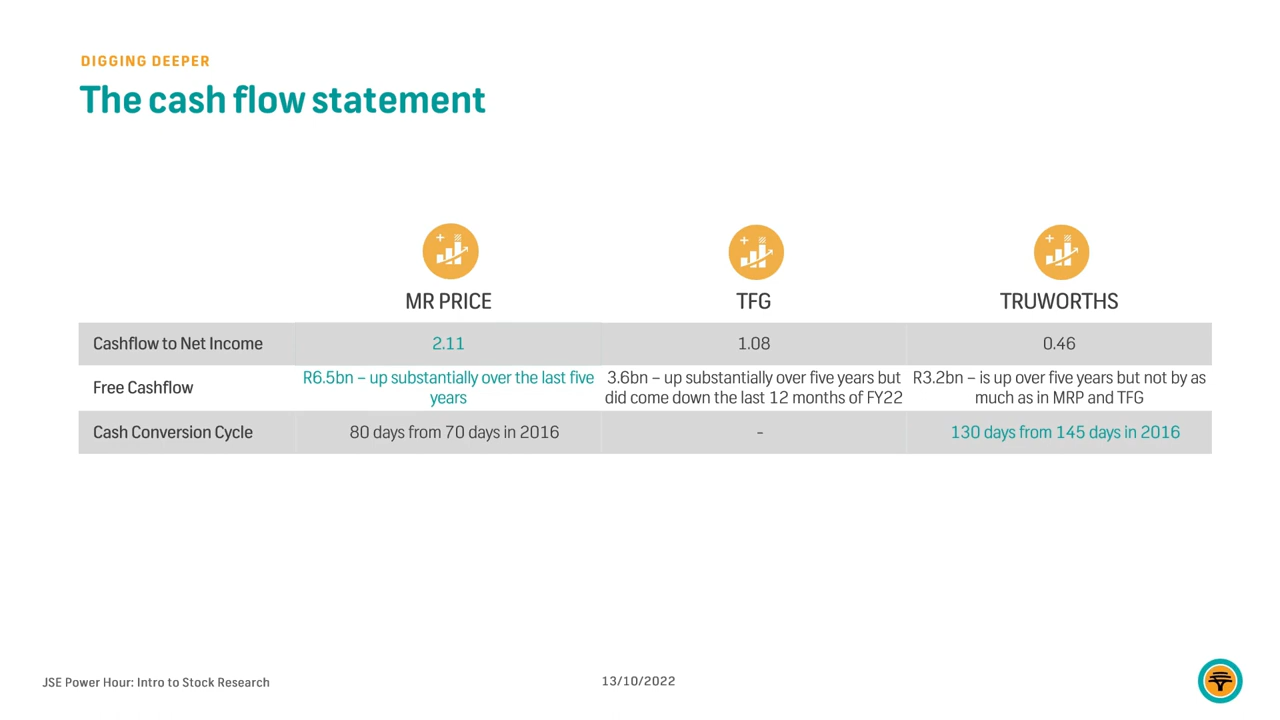 DIGGING DEEPER
The cash flow statement
MR PRICE
TFG
TRUWORTHS
Cashflow to Net Income
2.11
1.08
0.46
Free Cashflow
R6.5bn – up substantially over the last five
years
3.6bn – up substantially over five years but
did come down the last 12 months of FY22
R3.2bn – is up over five years but not by as
much as in MRP and TFG
Cash Conversion Cycle
80 days from 70 days in 2016
-
130 days from 145 days in 2016
JSE Power Hour: Intro to Stock Research
13/10/2022